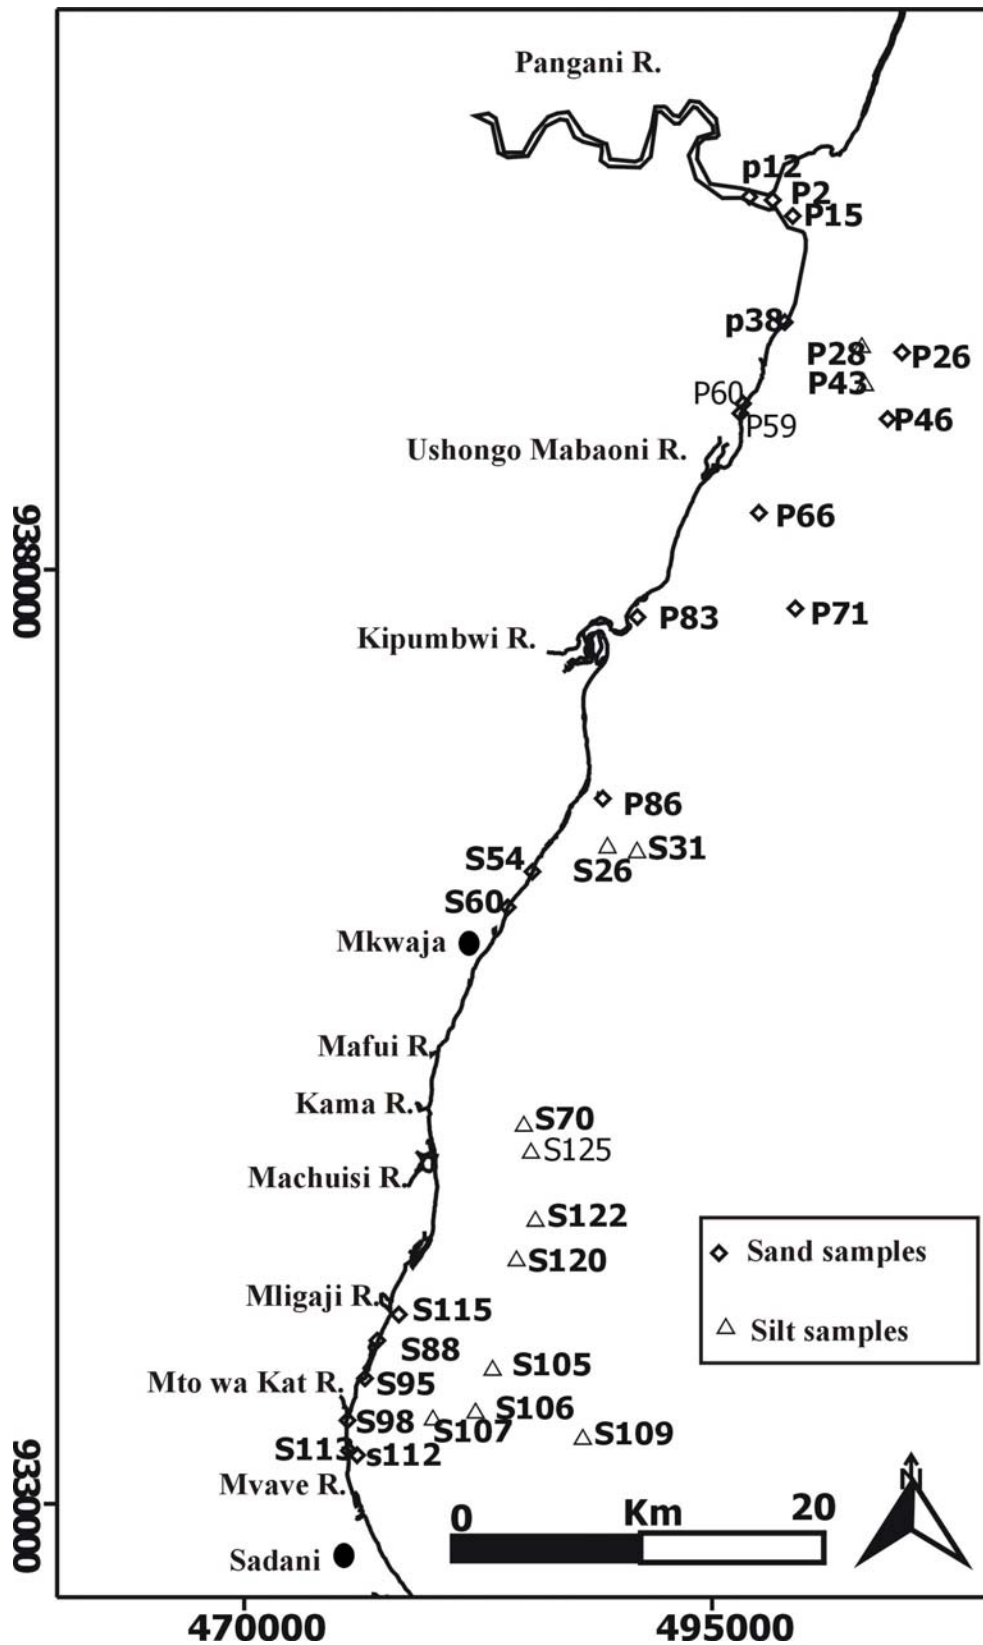 Pangani R.
p12
P2
P15
p38
P28
P26
P43
P60
P46
P59
Ushongo Mabaoni R.
P66
9380000
P71
P83
Kipumbwi R.
P86
S31
S54
S26
S60
Mkwaja
Mafui R.
Kama R.
S70
S125
Machuisi R.
S122
Sand samples
S120
Mligaji R.
S115
Silt samples
S88
S105
Mto wa Kat R.
S95
S106
S98
S107
S109
S113
s112
9330000
Mvave R.
N
0 Km 20
Sadani
470000 495000